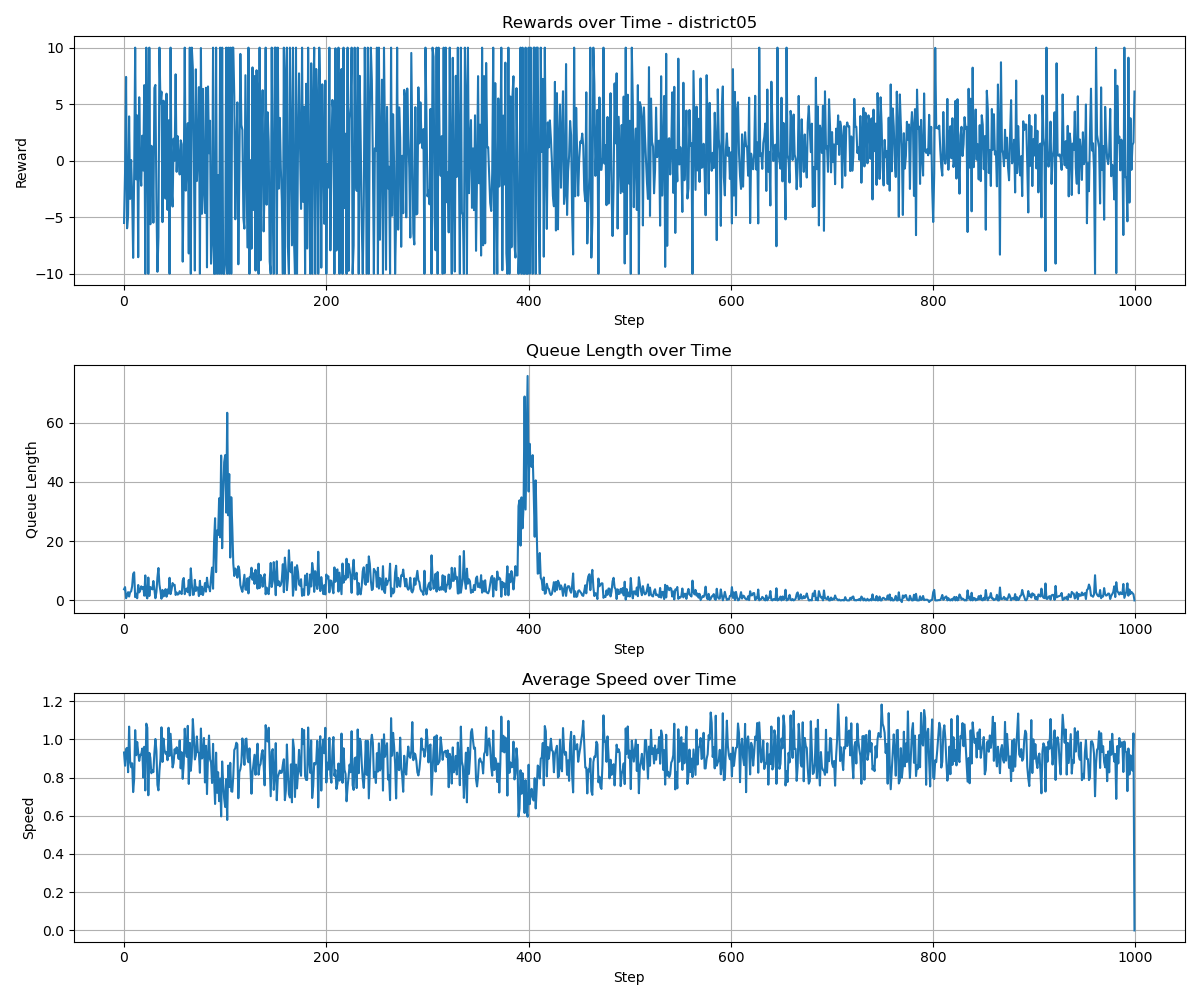 Rewards over Time - district05
10
5
0
−5
−10
Reward
0 200 400 600 800 1000
Step
Queue Length over Time
60
40
20
0
Queue Length
0 200 400 600 800 1000
Step
Average Speed over Time
1.2
1.0
0.8
0.6
0.4
0.2
0.0
Speed
0 200 400 600 800 1000
Step